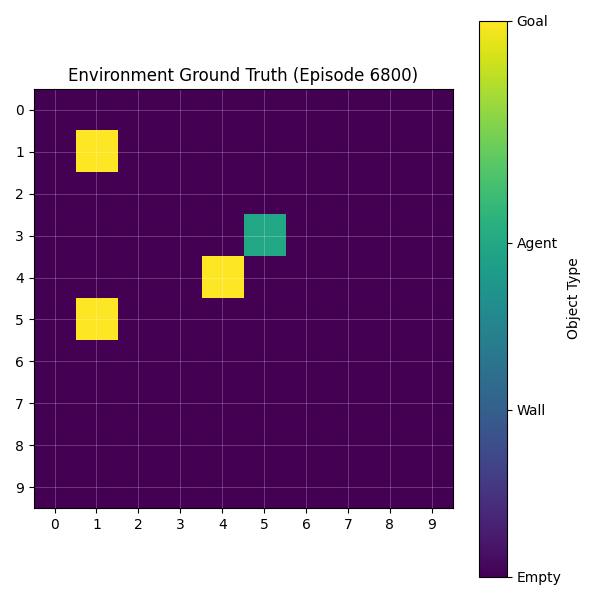 Environment Ground Truth (Episode 6800)
0
1
2
3
4
5
6
7
8
9
0 1 2 3 4 5 6 7 8 9
Goal
Agent
Wall
Empty
Object Type